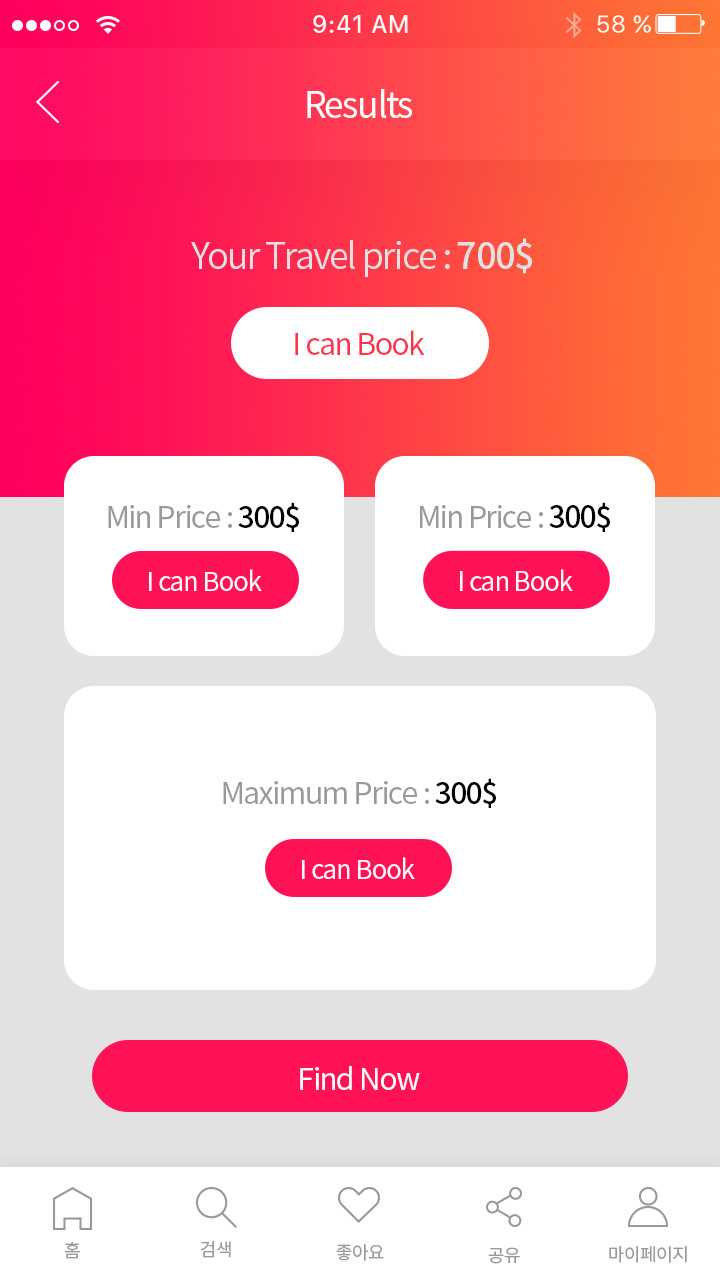 9:41 AM 58 %
Results
Your Travel price : 700$
I can Book
Min Price : 300$ Min Price : 300$
I can Book I can Book
Maximum Price : 300$
I can Book
Find Now
홈 검색 좋아요 공유 마이페이지